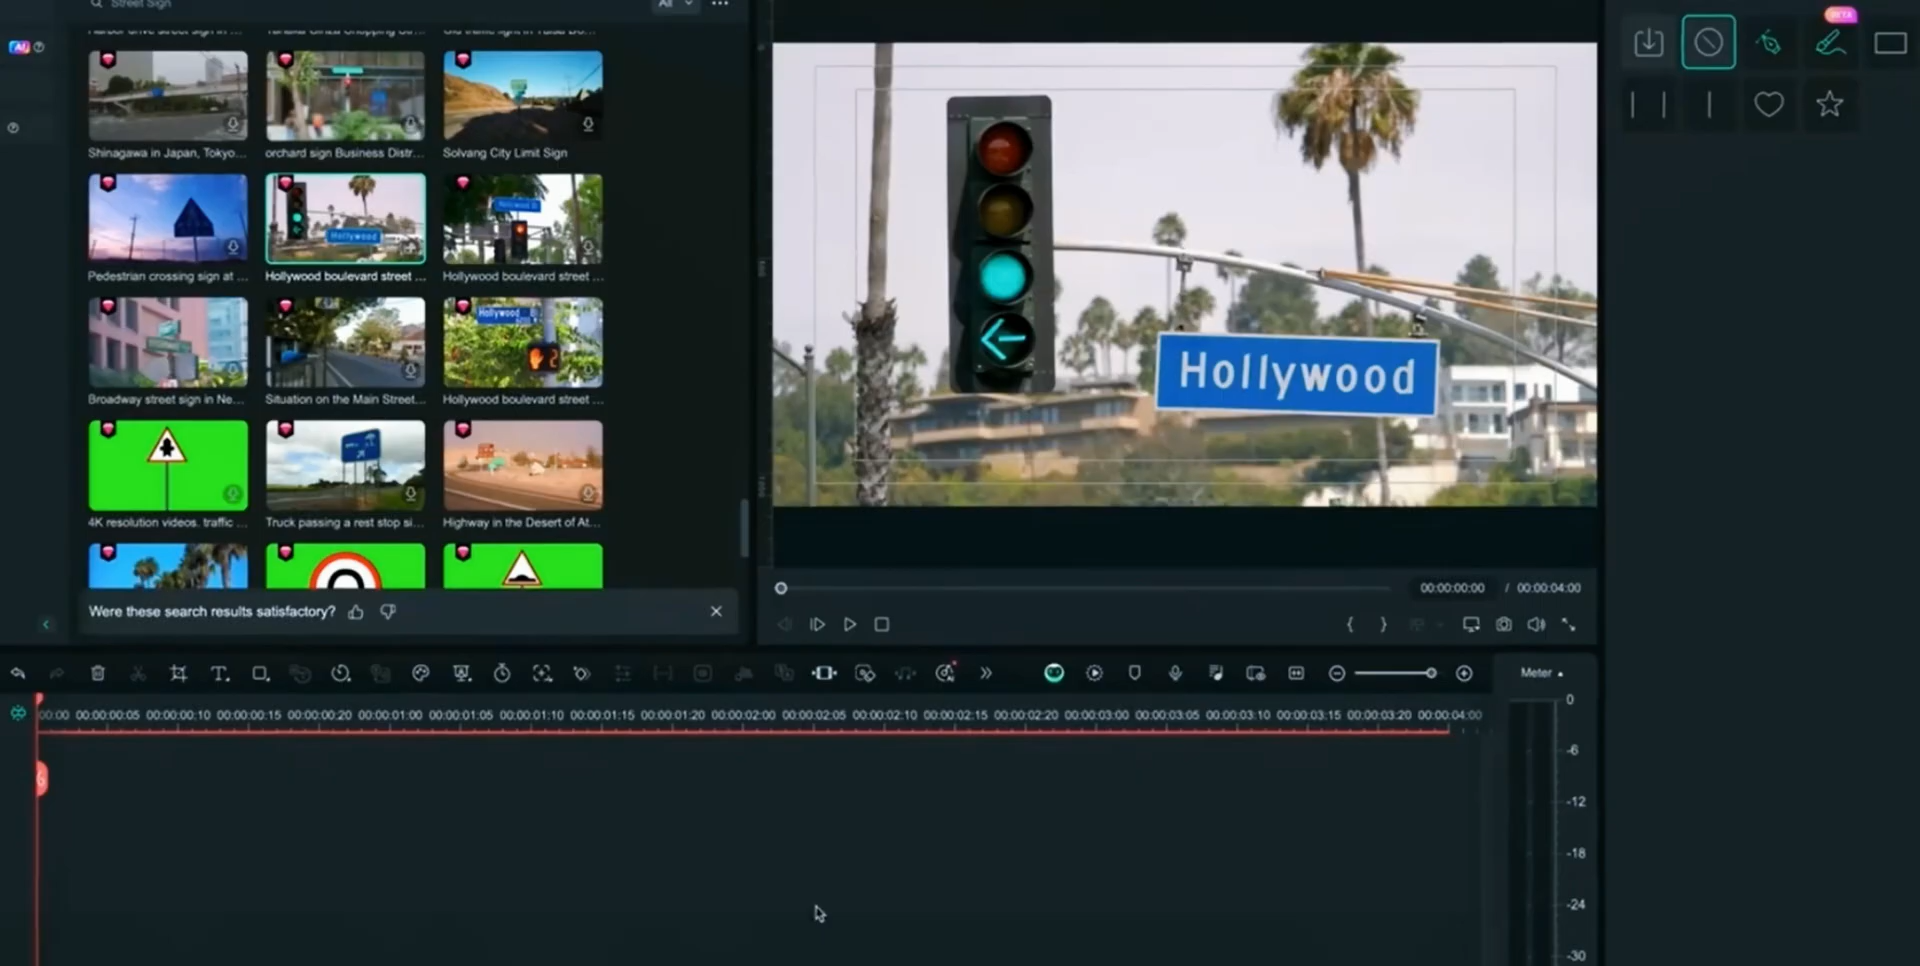 Street Sign
All
BETA
AI
Shinagawa in Japan, Tokyo...
orchard sign Business Distr...
Solvang City Limit Sign
Pedestrian crossing sign at ...
Hollywood boulevard street ...
Hollywood boulevard street ...
Broadway street sign in Ne...
Situation on the Main Street...
Hollywood boulevard street ...
4K resolution videos. traffic ...
Truck passing a rest stop si...
Highway in the Desert of At...
Were these search results satisfactory?
Hollywood
00:00:00:00 / 00:00:04:00
Meter
00:00 00:00:00:05 00:00:00:10 00:00:00:15 00:00:00:20 00:00:01:00 00:00:01:05 00:00:01:10 00:00:01:15 00:00:01:20 00:00:02:00 00:00:02:05 00:00:02:10 00:00:02:15 00:00:02:20 00:00:03:00 00:00:03:05 00:00:03:10 00:00:03:15 00:00:03:20 00:00:04:00
0
-6
-12
-18
-24
-30